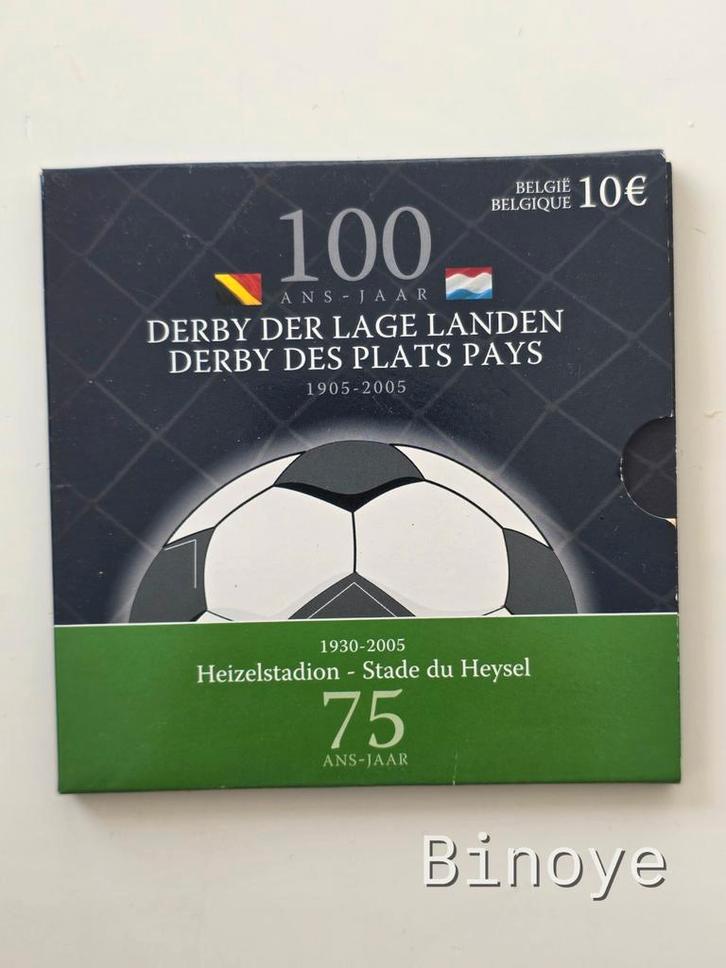 BELGIË
BELGIQUE 10€
100
ANS-JAAR
DERBY DER LAGE LANDEN
DERBY DES PLATS PAYS
1905-2005
1930-2005
Heizelstadion - Stade du Heysel
75
ANS-JAAR
Binoye